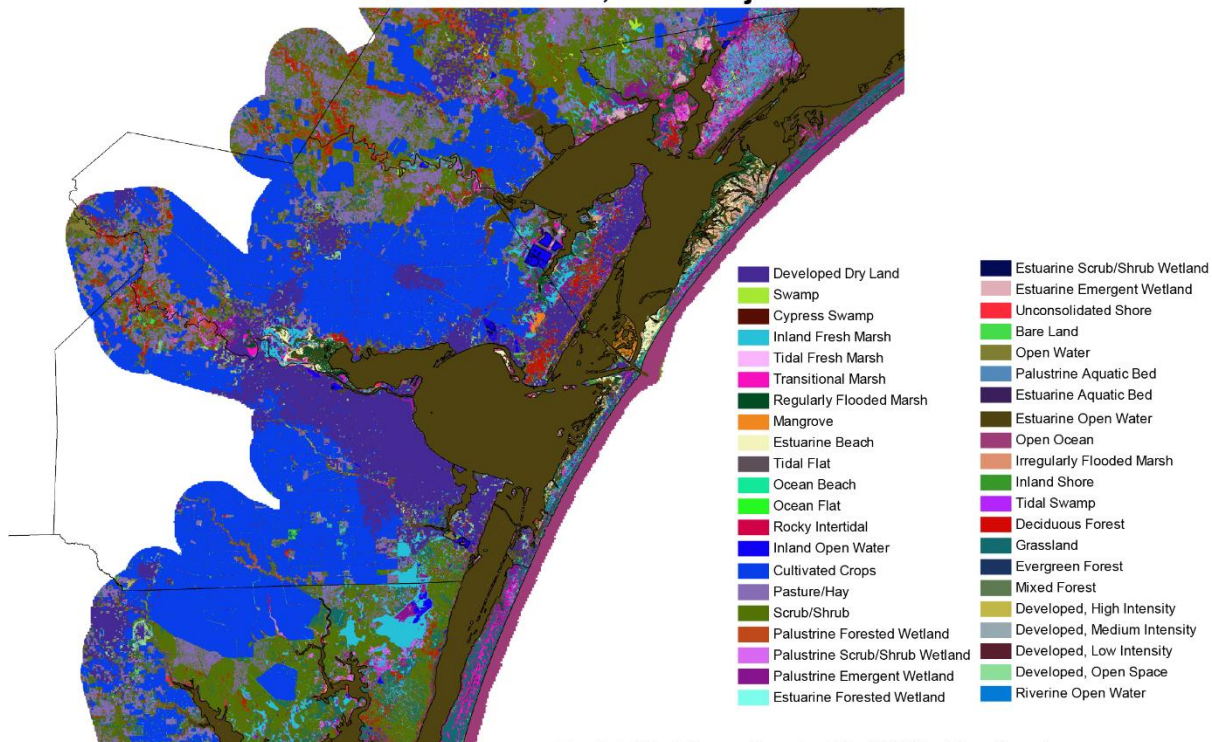 Developed Dry Land
Swamp
Cypress Swamp
Inland Fresh Marsh
Tidal Fresh Marsh
Transitional Marsh
Regularly Flooded Marsh
Mangrove
Estuarine Beach
Tidal Flat
Ocean Beach
Ocean Flat
Rocky Intertidal
Inland Open Water
Cultivated Crops
Pasture/Hay
Scrub/Shrub
Palustrine Forested Wetland
Palustrine Scrub/Shrub Wetland
Palustrine Emergent Wetland
Estuarine Forested Wetland
Estuarine Scrub/Shrub Wetland
Estuarine Emergent Wetland
Unconsolidated Shore
Bare Land
Open Water
Palustrine Aquatic Bed
Estuarine Aquatic Bed
Estuarine Open Water
Open Ocean
Irregularly Flooded Marsh
Inland Shore
Tidal Swamp
Deciduous Forest
Grassland
Evergreen Forest
Mixed Forest
Developed, High Intensity
Developed, Medium Intensity
Developed, Low Intensity
Developed, Open Space
Riverine Open Water